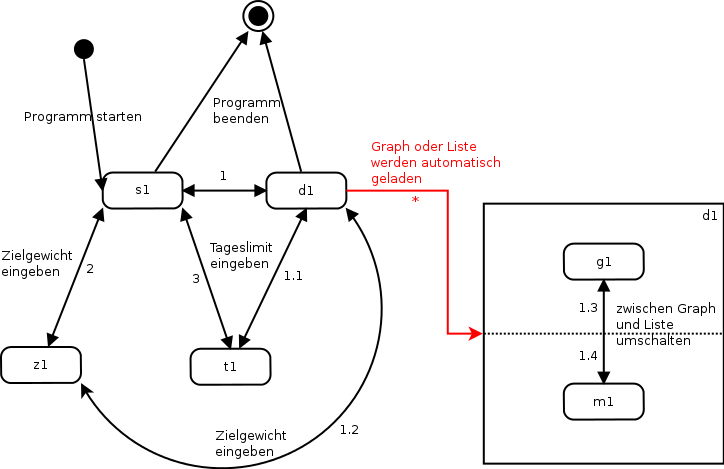 Programm starten
Programm
beenden
Graph oder Liste
werden automatisch
geladen
*
s1
1
d1
d1
Zielgewicht
eingeben
2
Tageslimit
eingeben
3
1.1
g1
1.3
zwischen Graph
und Liste
umschalten
1.4
z1
t1
m1
Zielgewicht
eingeben
1.2